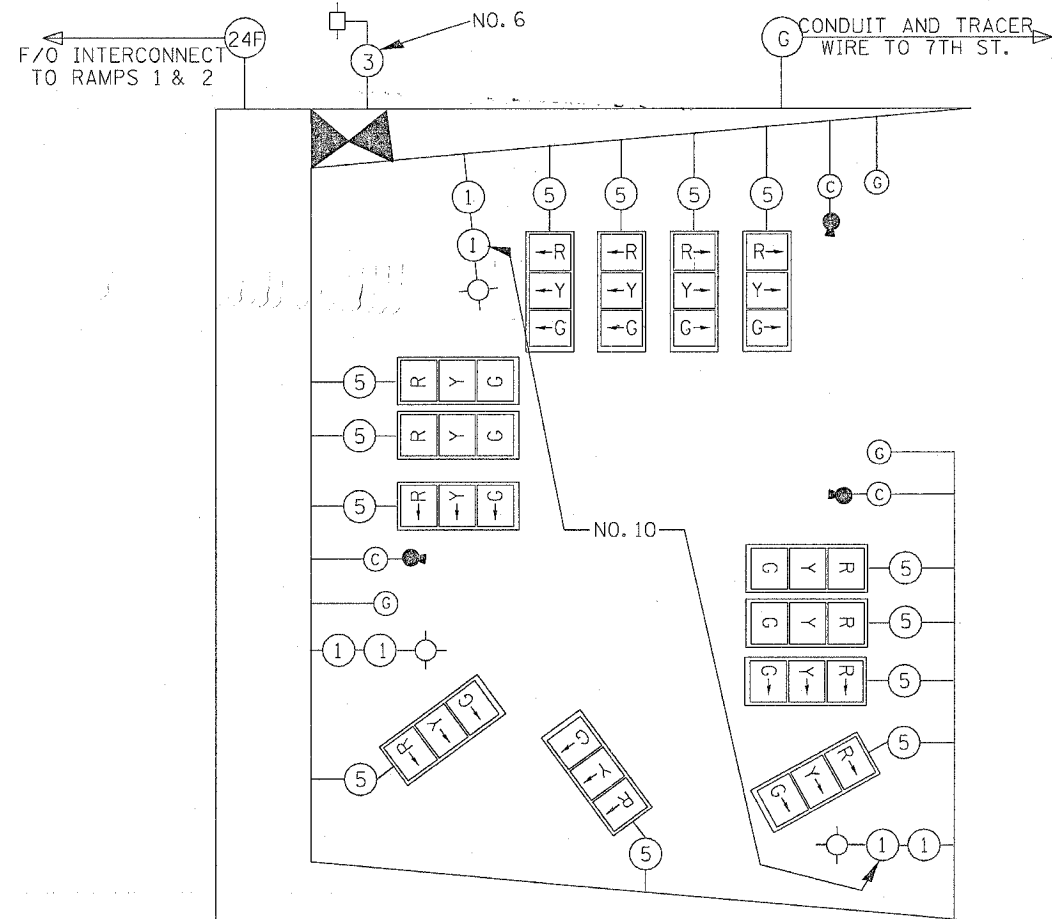 NO. 6
24F
G
CONDUIT AND TRACER
WIRE TO 7TH ST.
F/O INTERCONNECT
TO RAMPS 1 & 2
3
1
5
5
5
5
C
G
1
←R
←R
R→
R→
←Y
←Y
Y→
Y→
←G
←G
G→
G→
5
R Y G
5
R Y G
G
5
R Y G
C
NO. 10
C
G Y R
5
G
G Y R
5
1
1
G Y R
5
R Y G
G Y R
5
G Y R
5
1
1
5